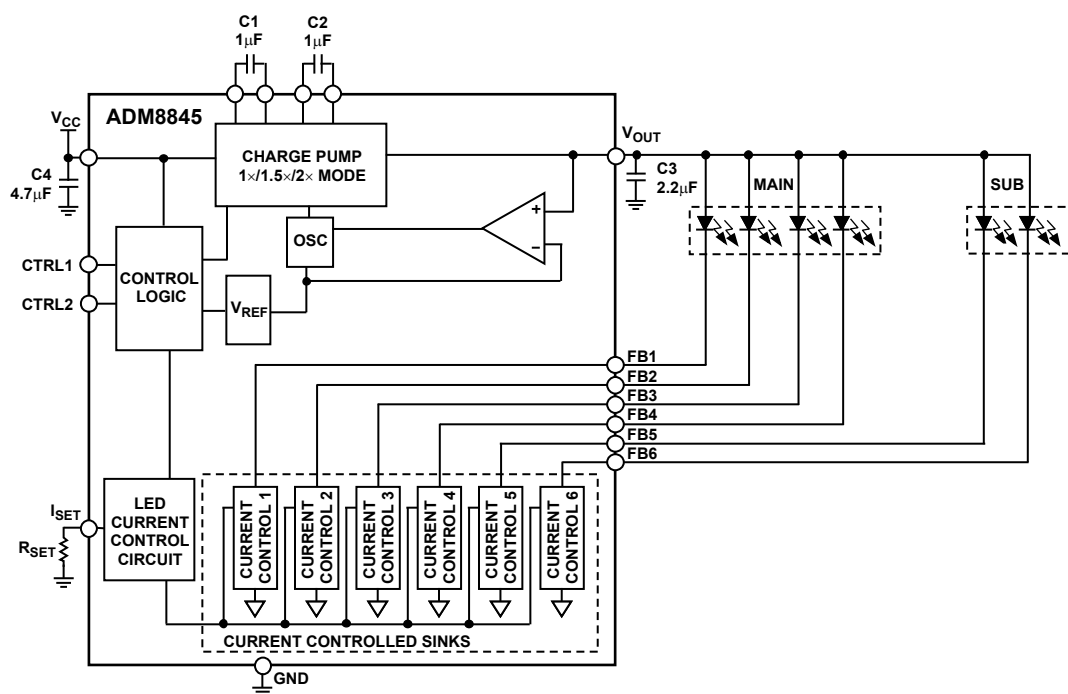 C1
1µF
C2
1µF
ADM8845
VCC
C4
4.7µF
CHARGE PUMP
1×/1.5×/2× MODE
VOUT
C3
2.2µF
MAIN
SUB
OSC
+
–
CTRL1
CTRL2
CONTROL
LOGIC
VREF
FB1
FB2
FB3
FB4
FB5
FB6
ISET
RSET
LED
CURRENT
CONTROL
CIRCUIT
CURRENT
CONTROL 1
CURRENT
CONTROL 2
CURRENT
CONTROL 3
CURRENT
CONTROL 4
CURRENT
CONTROL 5
CURRENT
CONTROL 6
CURRENT CONTROLLED SINKS
GND